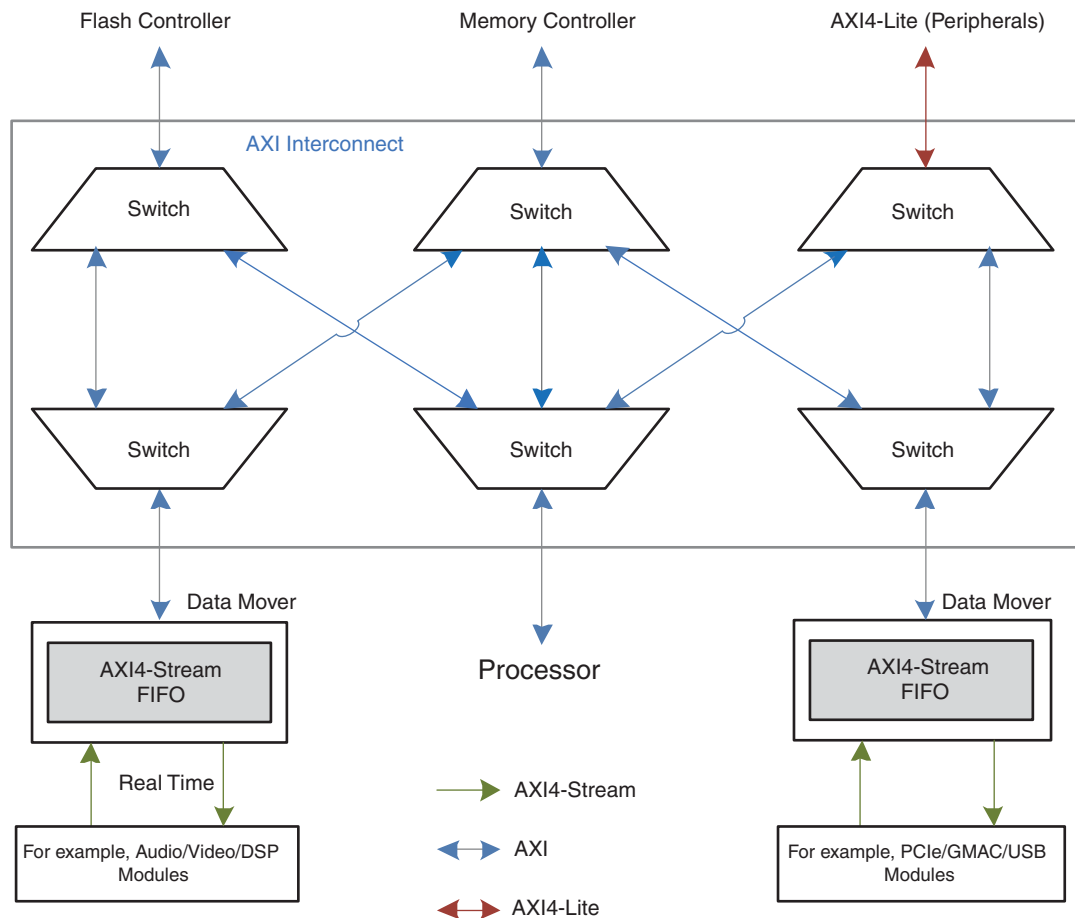 Flash Controller
Memory Controller
AXI4-Lite (Peripherals)
AXI Interconnect
Switch
Switch
Switch
Switch
Switch
Switch
Data Mover
Data Mover
AXI4-Stream
FIFO
Processor
AXI4-Stream
FIFO
Real Time
AXI4-Stream
For example, Audio/Video/DSP
Modules
AXI
For example, PCIe/GMAC/USB
Modules
AXI4-Lite